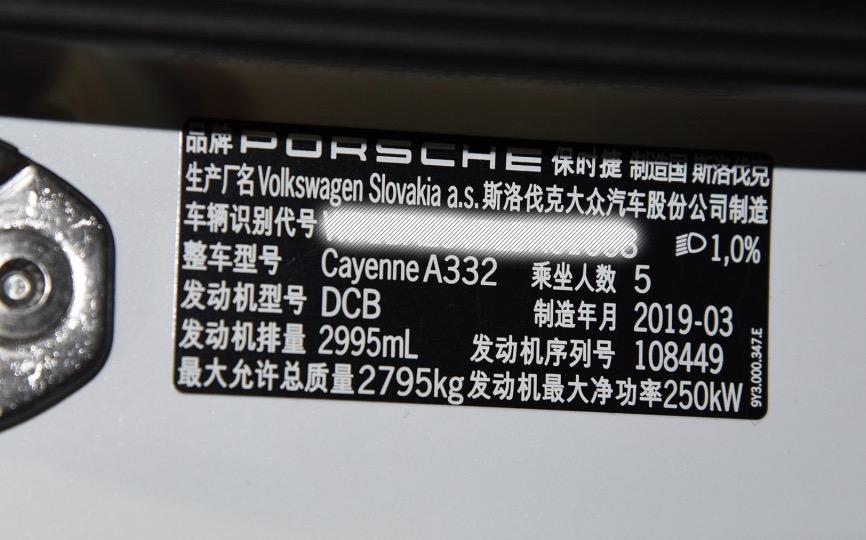 品牌 PORSCHE 保时捷 制造国 斯洛伐克
生产厂名 Volkswagen Slovakia a.s. 斯洛伐克大众汽车股份公司制造
车辆识别代号
1,0%
整车型号 Cayenne A332 乘坐人数 5
发动机型号 DCB 制造年月 2019-03
发动机排量 2995mL 发动机序列号 108449
最大允许总质量 2795kg 发动机最大净功率 250kW
9Y3.000.347.E